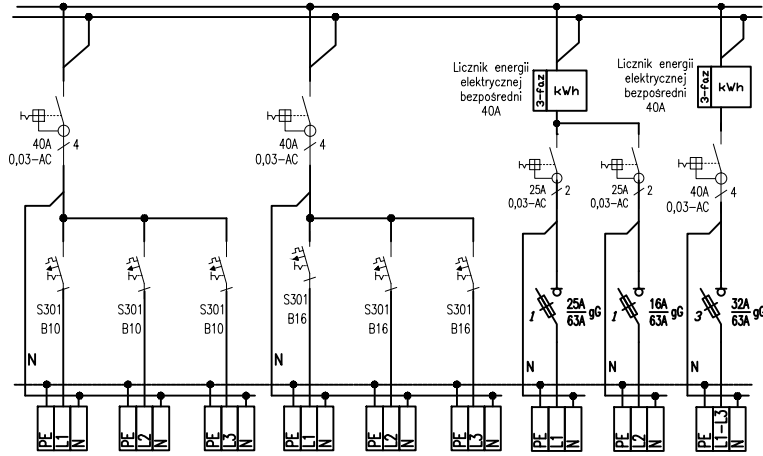 Licznik energii
elektrycznej
bezpośredni
40A
3-faz
kWh
Licznik energii
elektrycznej
bezpośredni
40A
3-faz
kWh
40A
4
0,03-AC
40A
4
0,03-AC
25A
2
0,03-AC
25A
2
0,03-AC
40A
4
0,03-AC
S301
B10
S301
B10
S301
B10
S301
B16
S301
B16
S301
B16
1
25A
63A
gG
1
16A
63A
gG
3
32A
63A
gG
N
N
N
N
N
PE
L1
N
PE
L2
N
PE
L3
N
PE
L1
N
PE
L2
N
PE
L3
N
PE
L1
N
PE
L2
N
PE
L1-L3
N